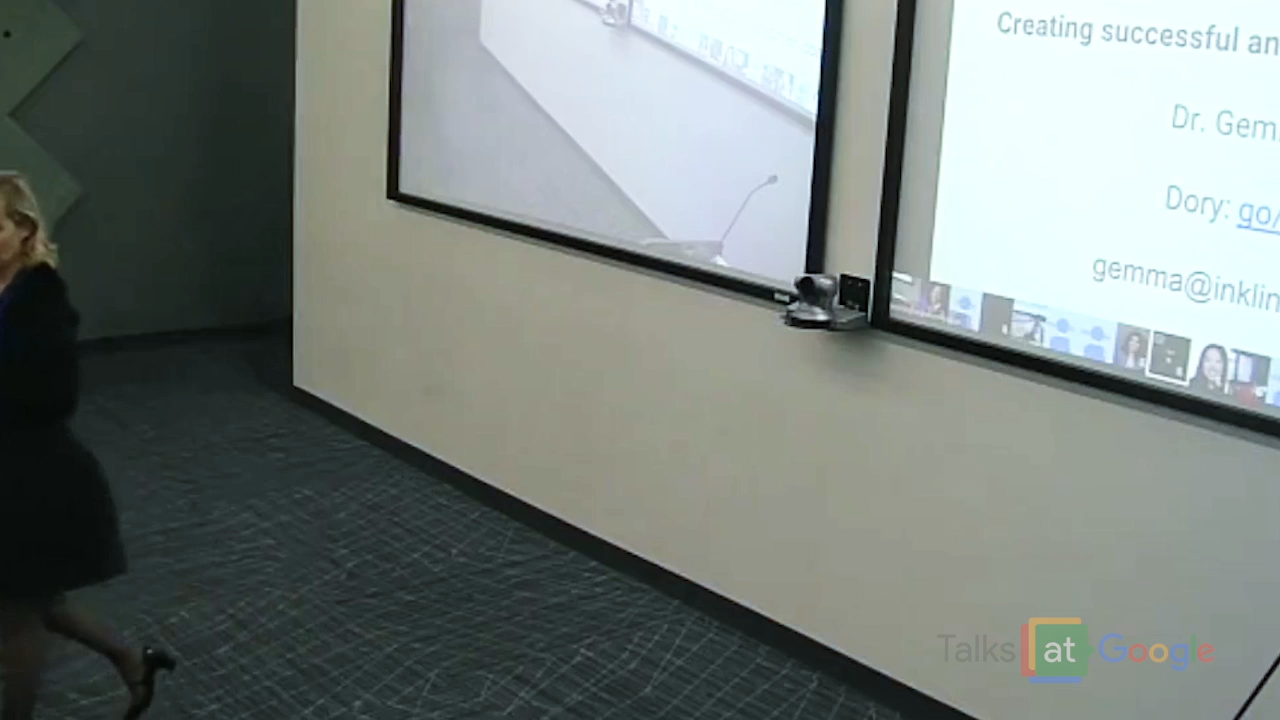 Creating successful an
Dr. Gem
Dory: go/
gemma@inklin
Talks at Google